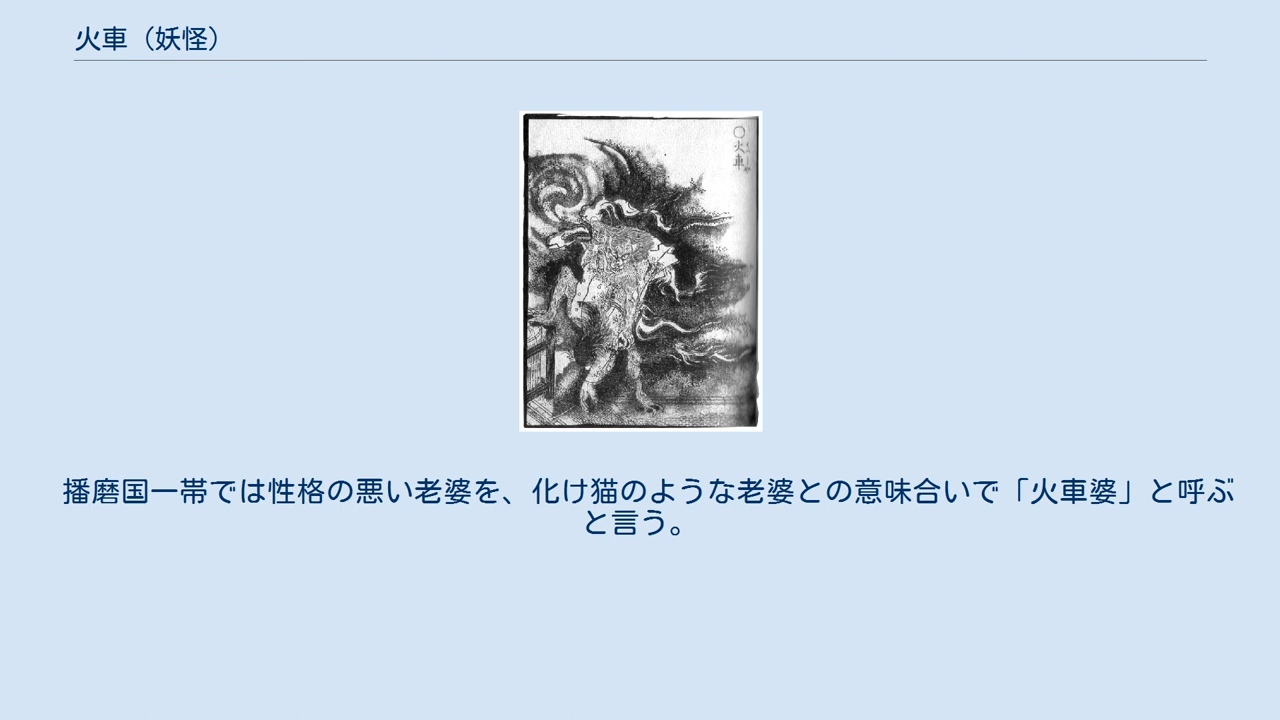 火車（妖怪）
〇火車
播磨国一帯では性格の悪い老婆を、化け猫のような老婆との意味合いで「火車婆」と呼ぶ
と言う。